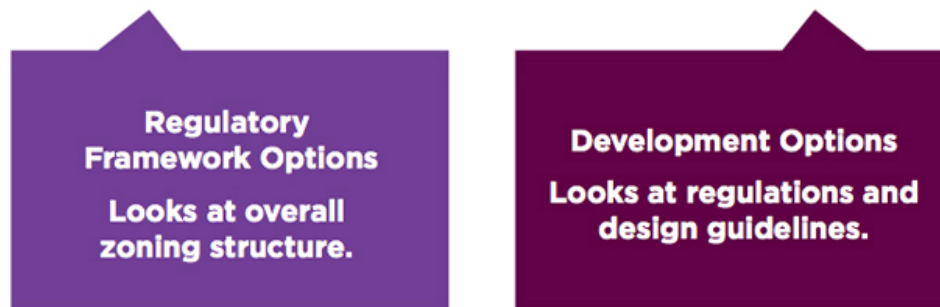 Regulatory
Framework Options
Looks at overall
zoning structure.
Development Options
Looks at regulations and
design guidelines.